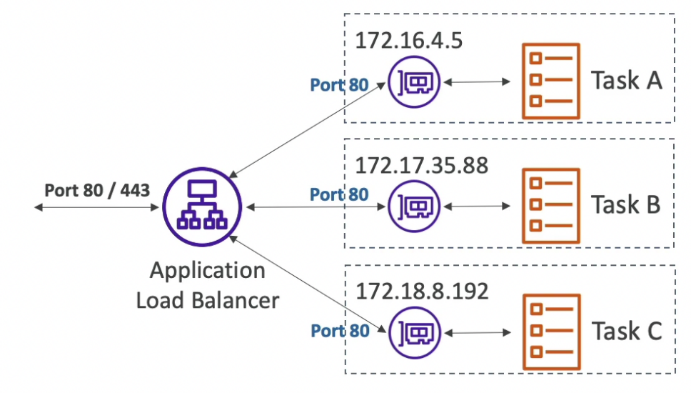 172.16.4.5
Port 80
Task A
172.17.35.88
Port 80 / 443
Port 80
Task B
Application
Load Balancer
172.18.8.192
Port 80
Task C